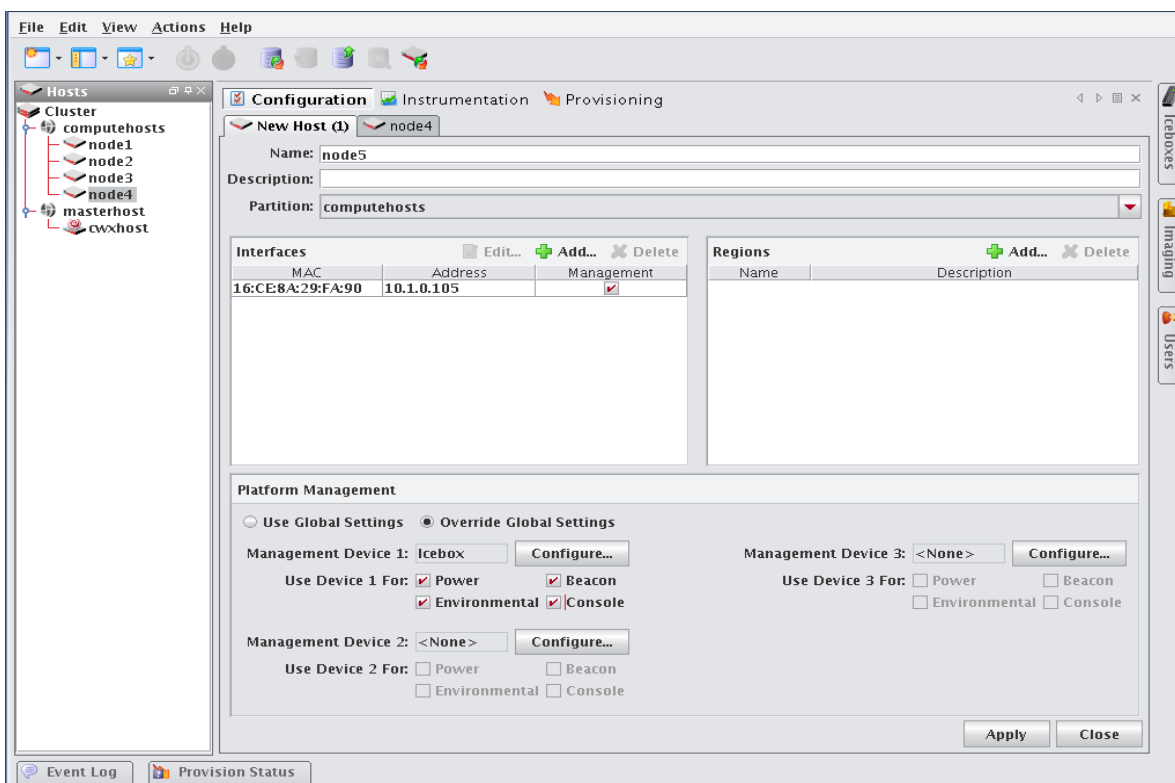 File Edit View Actions Help
Hosts
Cluster
computehosts
node1
node2
node3
node4
masterhost
cwxhost
Configuration Instrumentation Provisioning
New Host (1) node4
Name: node5
Description:
Partition: computehosts
Interfaces Edit... Add... Delete
MAC Address Management
16:CE:8A:29:FA:90 10.1.0.105
Regions Add... Delete
Name Description
Platform Management
Use Global Settings Override Global Settings
Management Device 1: Icebox Configure...
Use Device 1 For: Power Beacon
Environmental Console
Management Device 3: <None> Configure...
Use Device 3 For: Power Beacon
Environmental Console
Management Device 2: <None> Configure...
Use Device 2 For: Power Beacon
Environmental Console
Apply Close
Iceboxes
Imaging
Users
Event Log Provision Status